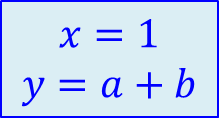 x = 1
y = a + b